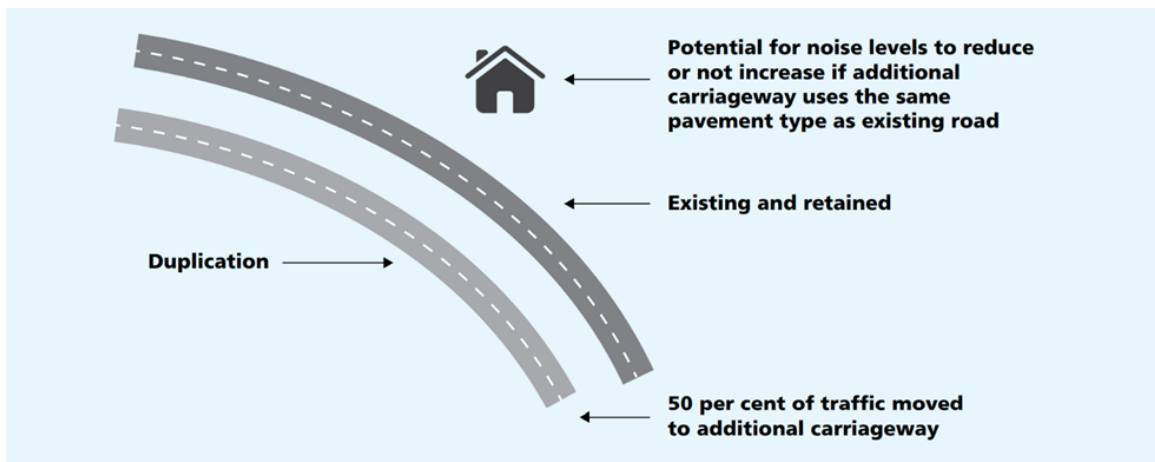 Potential for noise levels to reduce
or not increase if additional
carriageway uses the same
pavement type as existing road
Existing and retained
Duplication
50 per cent of traffic moved
to additional carriageway